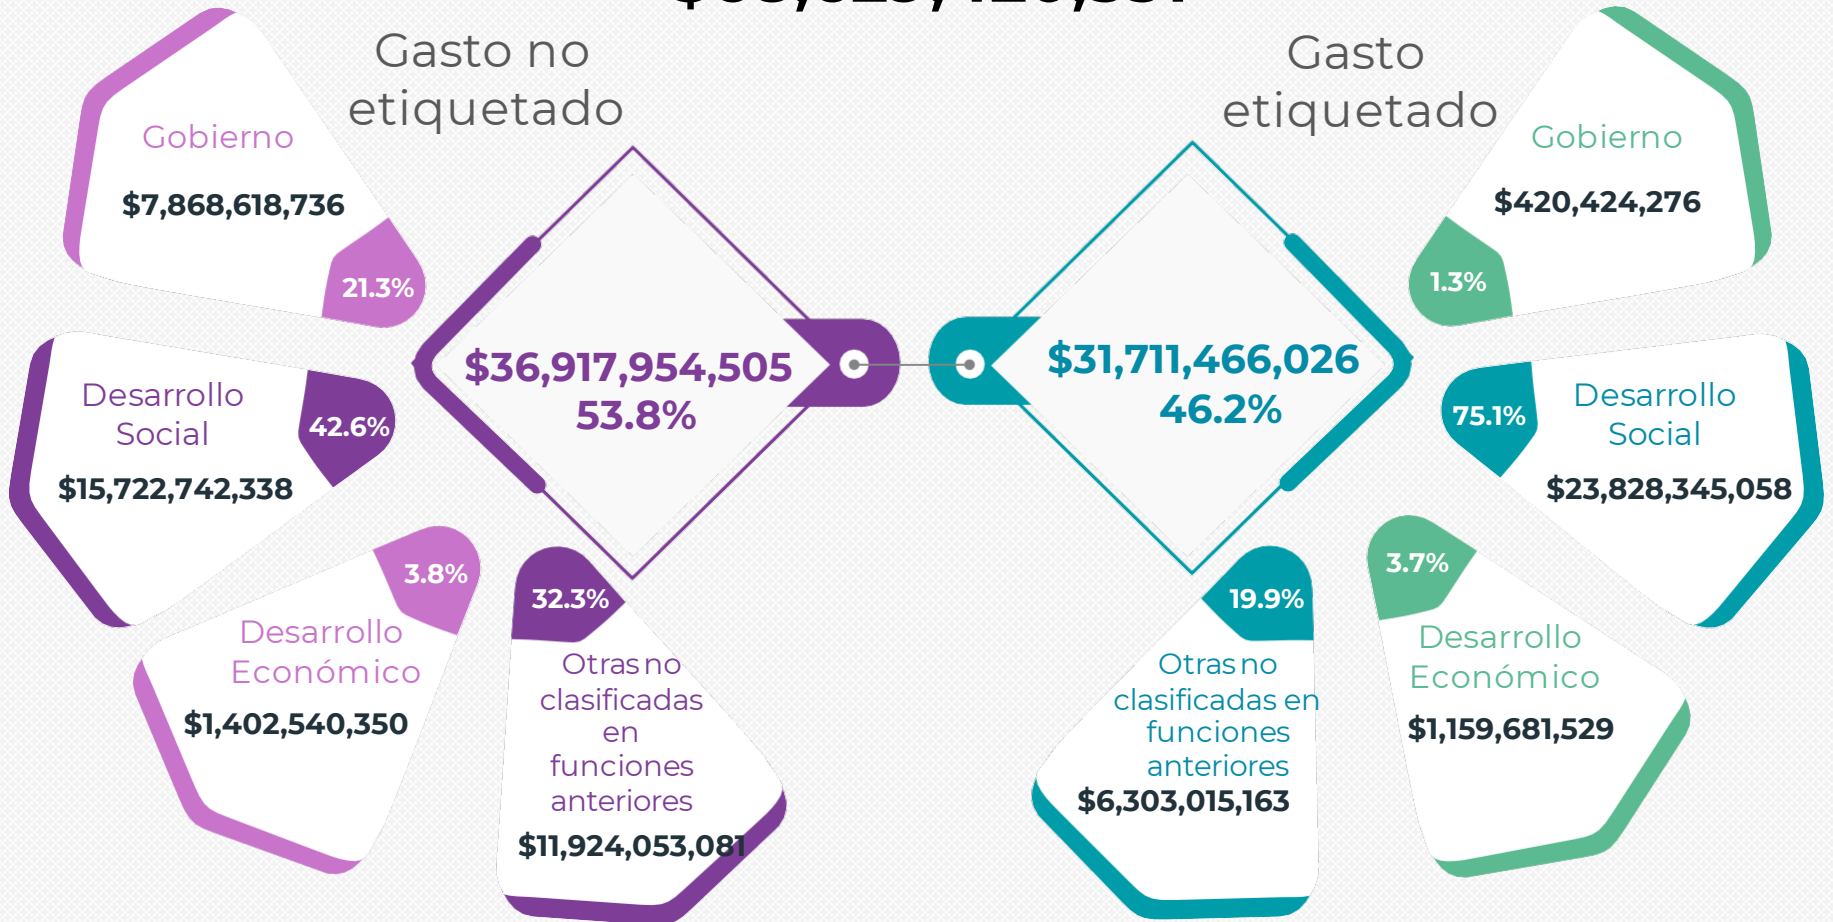 Gasto no
etiquetado
Gobierno
$7,868,618,736
21.3%
Desarrollo
Social
$15,722,742,338
42.6%
Desarrollo
Económico
$1,402,540,350
3.8%
Otras no
clasificadas
en
funciones
anteriores
$11,924,053,081
32.3%
$36,917,954,505
53.8%
Gasto
etiquetado
$31,711,466,026
46.2%
Gobierno
$420,424,276
1.3%
Desarrollo
Social
$23,828,345,058
75.1%
Desarrollo
Económico
$1,159,681,529
3.7%
Otras no
clasificadas en
funciones
anteriores
$6,303,015,163
19.9%